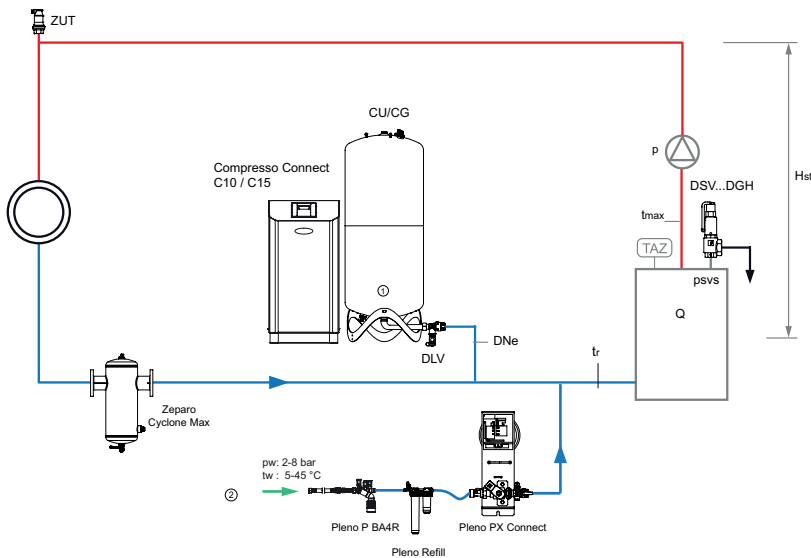 ZUT
CU/CG
Compresso Connect
C10 / C15
p
DSV...DGH
Hst
tmax
TAZ
psvs
Q
1
DNe
DLV
tr
Zeparo
Cyclone Max
pw: 2-8 bar
tw : 5-45 °C
2
Pleno P BA4R
Pleno PX Connect
Pleno Refill